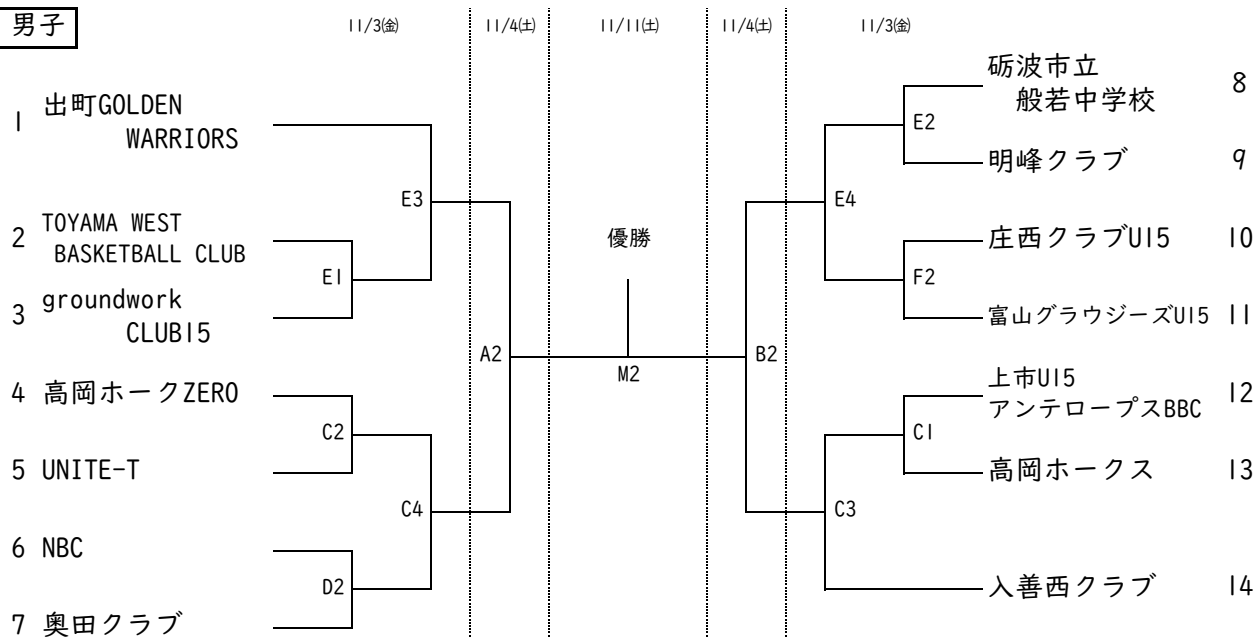 男子
11/3㈮
11/4㈯
11/11㈯
11/4㈯
11/3㈮
1 出町GOLDEN
WARRIORS
2 TOYAMA WEST
BASKETBALL CLUB
3 groundwork
CLUB15
4 高岡ホークZERO
5 UNITE-T
6 NBC
7 奥田クラブ
E3
E1
C2
C4
D2
A2
優勝
M2
B2
E2
E4
F2
C1
C3
砺波市立
般若中学校 8
明峰クラブ 9
庄西クラブU15 10
富山グラウジーズU15 11
上市U15
アンテロープスBBC 12
高岡ホークス 13
入善西クラブ 14